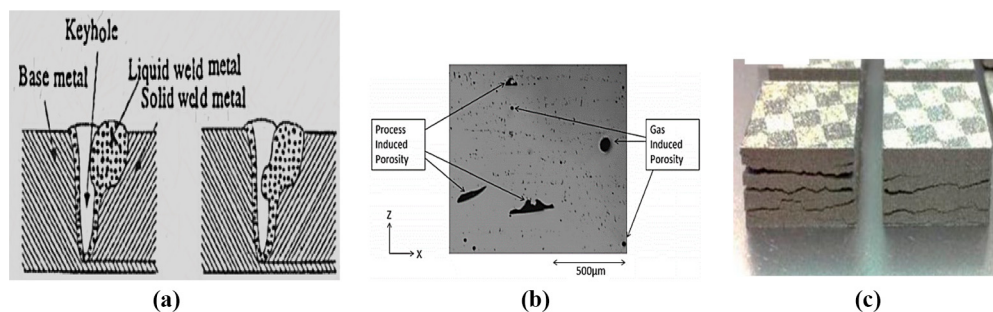 Keyhole
Base metal
Liquid weld metal
Solid weld metal
(a)
Process
Induced
Porosity
Gas
Induced
Porosity
Z
X
500μm
(b)
(c)